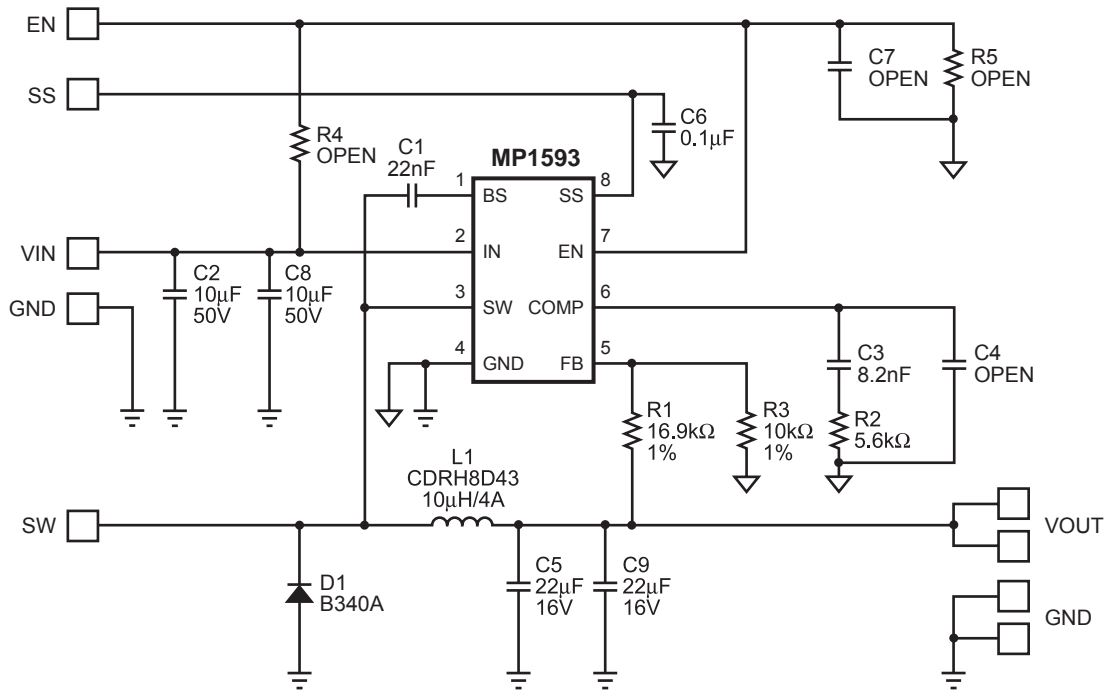 EN
SS
R4
OPEN
C1
22nF
MP1593
C6
0.1µF
C7
OPEN
R5
OPEN
1
BS
SS
8
VIN
2
IN
EN
7
C2
10µF
50V
C8
10µF
50V
GND
3
SW
COMP
6
4
GND
FB
5
C3
8.2nF
C4
OPEN
R1
16.9kΩ
1%
R3
10kΩ
1%
R2
5.6kΩ
L1
CDRH8D43
10µH/4A
SW
VOUT
D1
B340A
C5
22µF
16V
C9
22µF
16V
GND